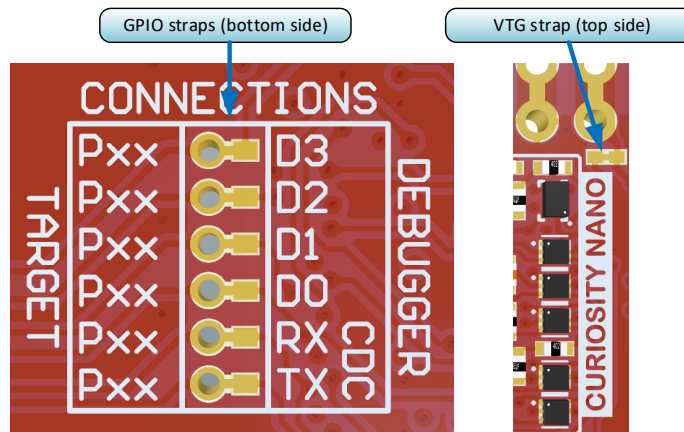 GPIO straps (bottom side)
VTG strap (top side)
CONNECTIONS
Pxx D3
Pxx D2
Pxx D1
Pxx D0
Pxx RX
Pxx TX
TARGET
DEBUGGER
CDC
CURIOSITY NANO